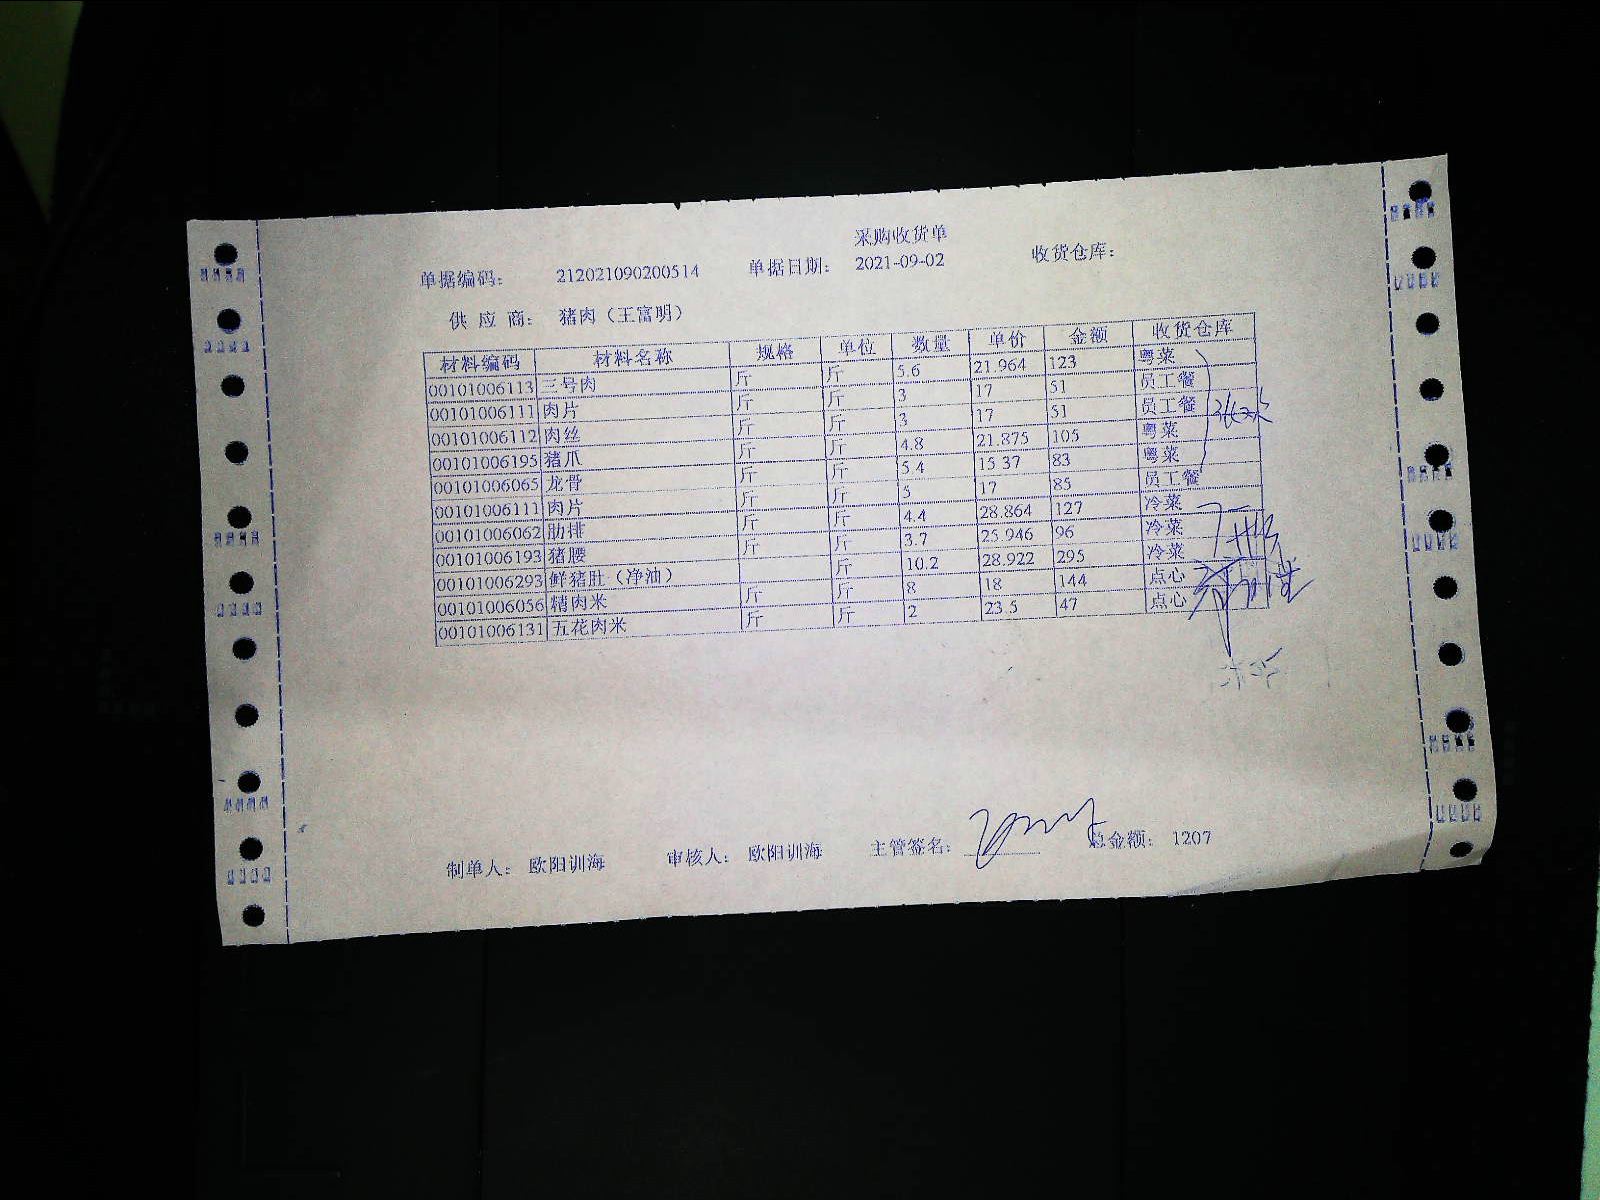 采购收货单
单据编码： 212021090200514 单据日期： 2021-09-02 收货仓库：
供 应 商： 猪肉（王富明）
材料编码 材料名称 规格 单位 数量 单价 金额 收货仓库
00101006113 三号肉 斤 斤 5.6 21.964 123 粤菜
00101006111 肉片 斤 斤 3 17 51 员工餐
00101006112 肉丝 斤 斤 3 17 51 员工餐
00101006195 猪爪 斤 斤 4.8 21.875 105 粤菜
00101006065 龙骨 斤 斤 5.4 15.37 83 粤菜
00101006111 肉片 斤 斤 5 17 85 员工餐
00101006062 肋排 斤 斤 4.4 28.864 127 冷菜
00101006193 猪腰 斤 斤 3.7 25.946 96 冷菜
00101006293 鲜猪肚（净油） 斤 10.2 28.922 295 冷菜
00101006056 精肉米 斤 斤 8 18 144 点心
00101006131 五花肉米 斤 斤 2 23.5 47 点心
制单人： 欧阳训海 审核人： 欧阳训海 主管签名： 总金额： 1207